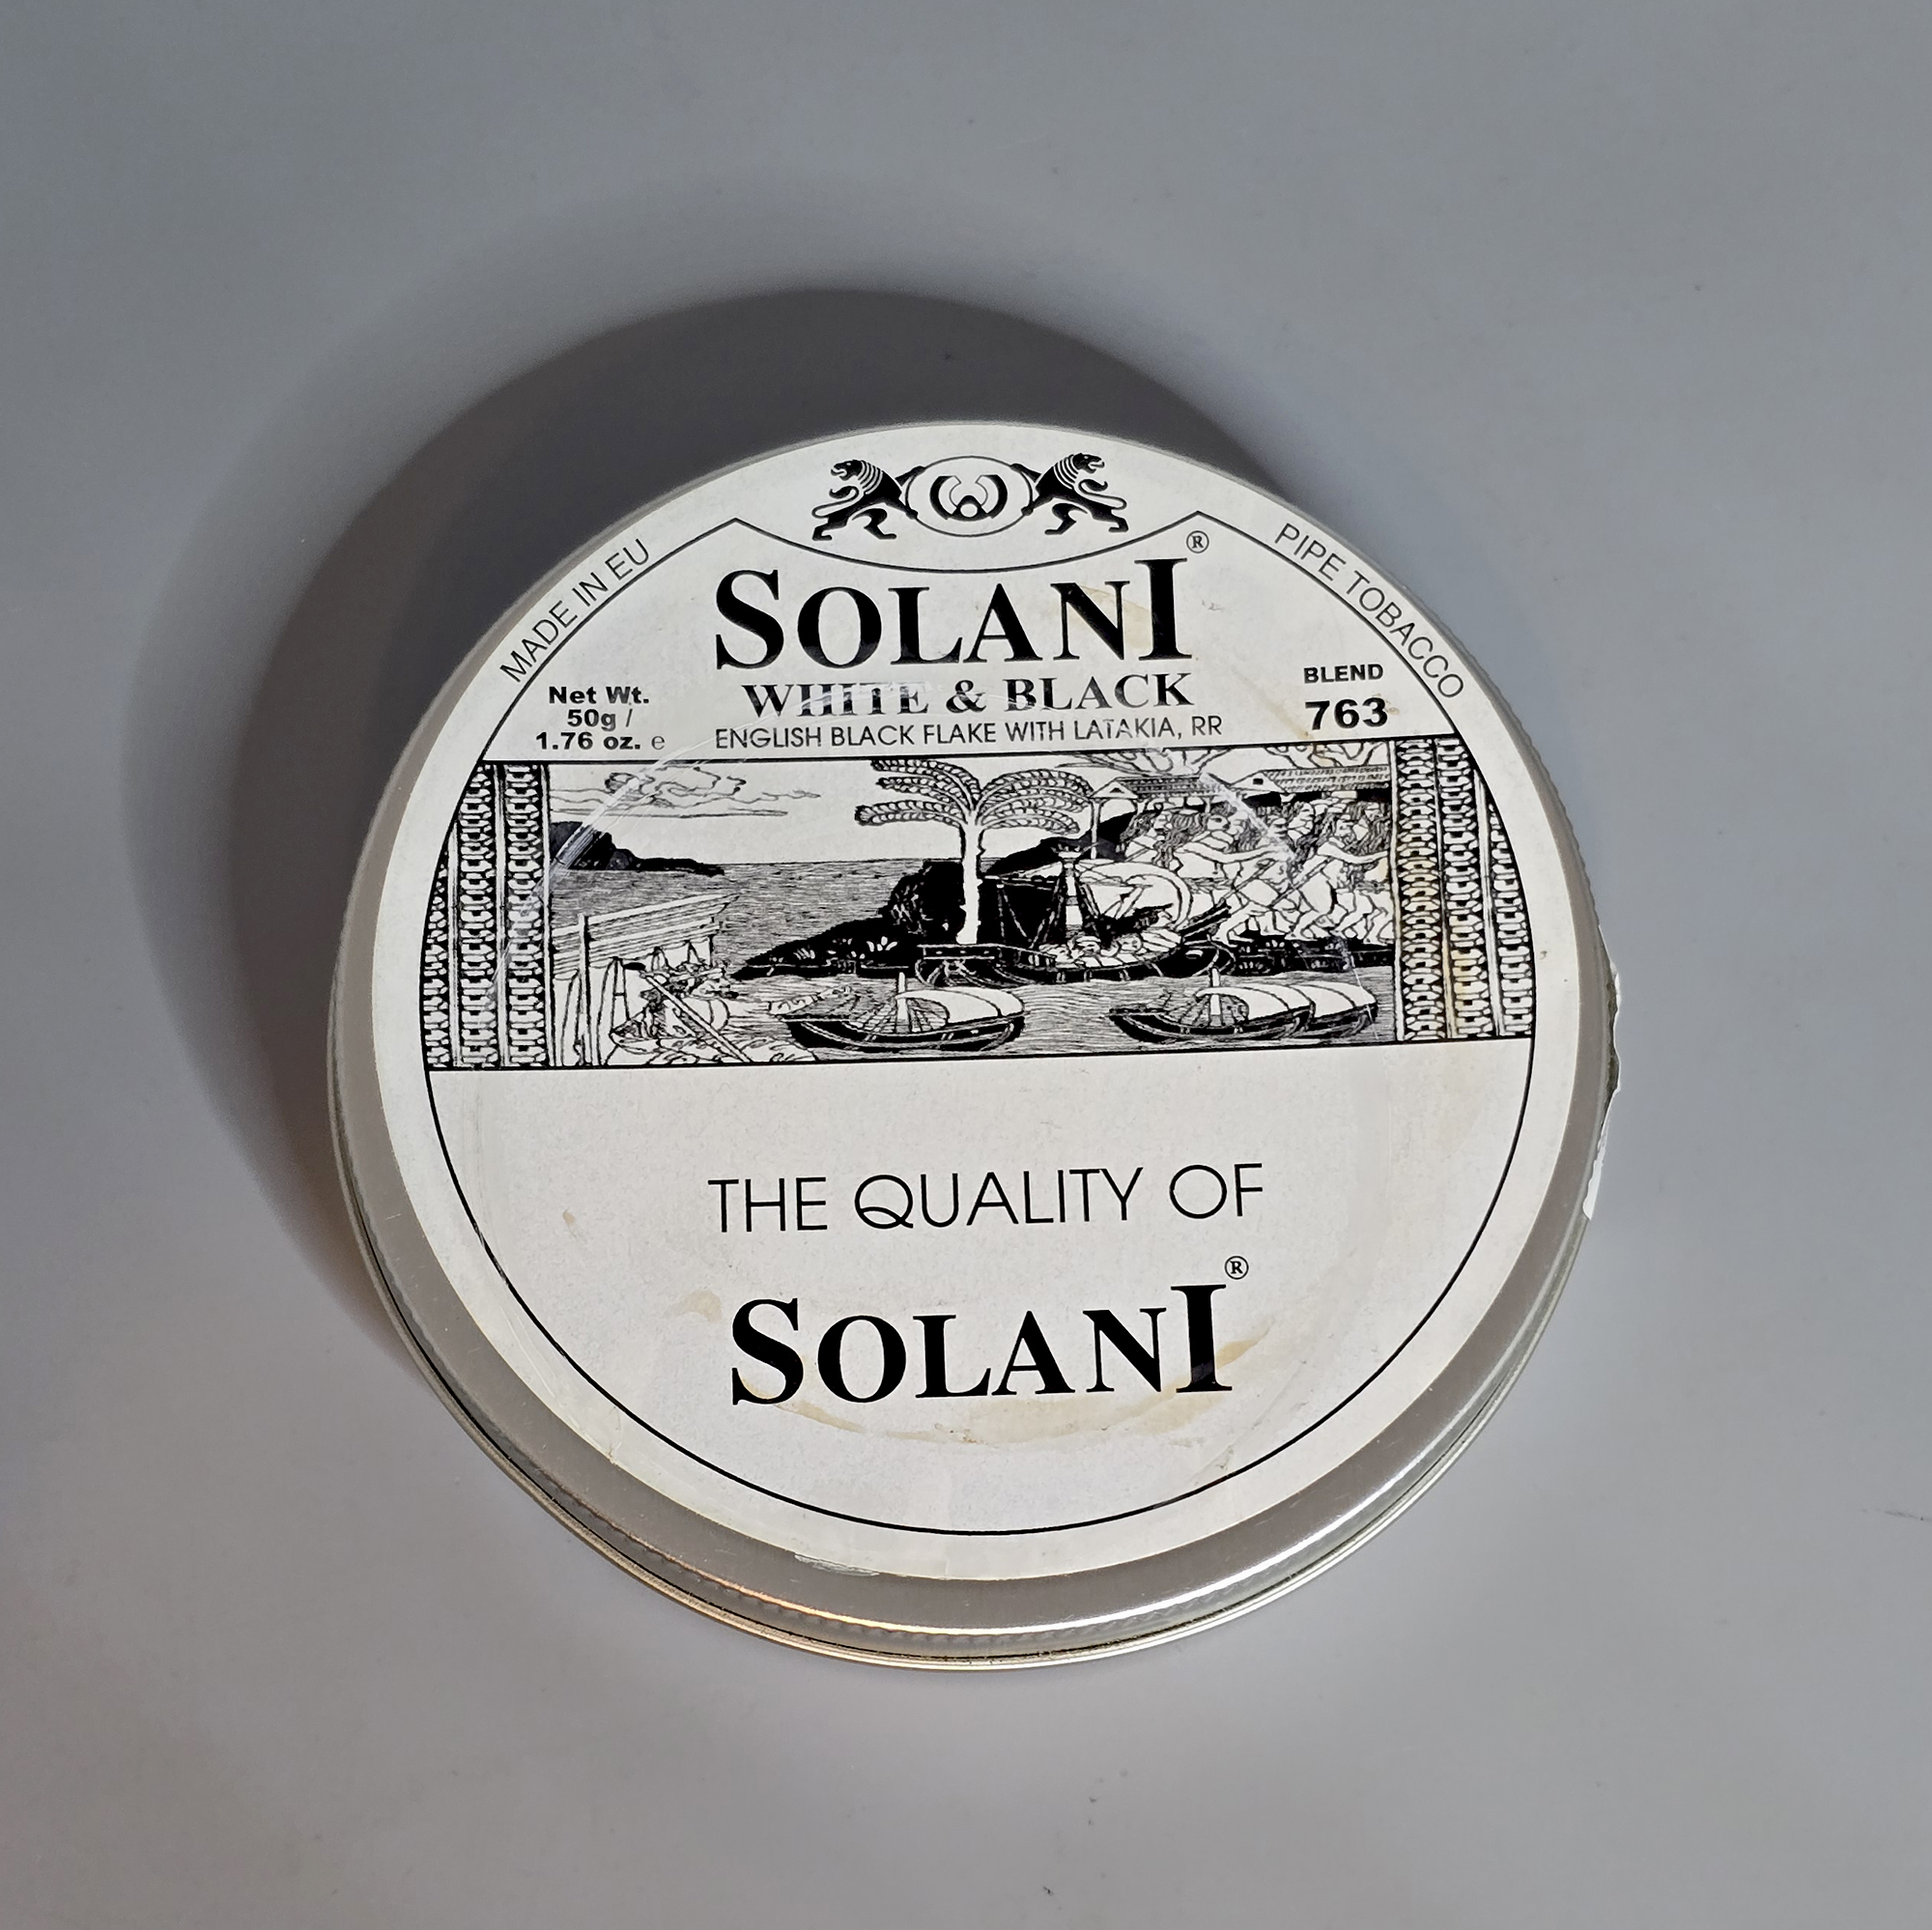 MADE IN EU
PIPE TOBACCO
SOLANI®
WHITE & BLACK
ENGLISH BLACK FLAKE WITH LATAKIA, RR
Net Wt.
50g /
1.76 oz. e
BLEND
763
THE QUALITY OF
SOLANI®